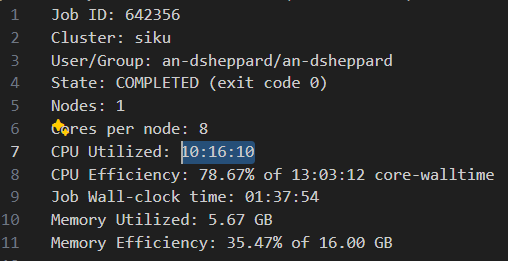 1 Job ID: 642356
2 Cluster: siku
3 User/Group: an-dsheppard/an-dsheppard
4 State: COMPLETED (exit code 0)
5 Nodes: 1
6 Cores per node: 8
7 CPU Utilized: 10:16:10
8 CPU Efficiency: 78.67% of 13:03:12 core-walltime
9 Job Wall-clock time: 01:37:54
10 Memory Utilized: 5.67 GB
11 Memory Efficiency: 35.47% of 16.00 GB